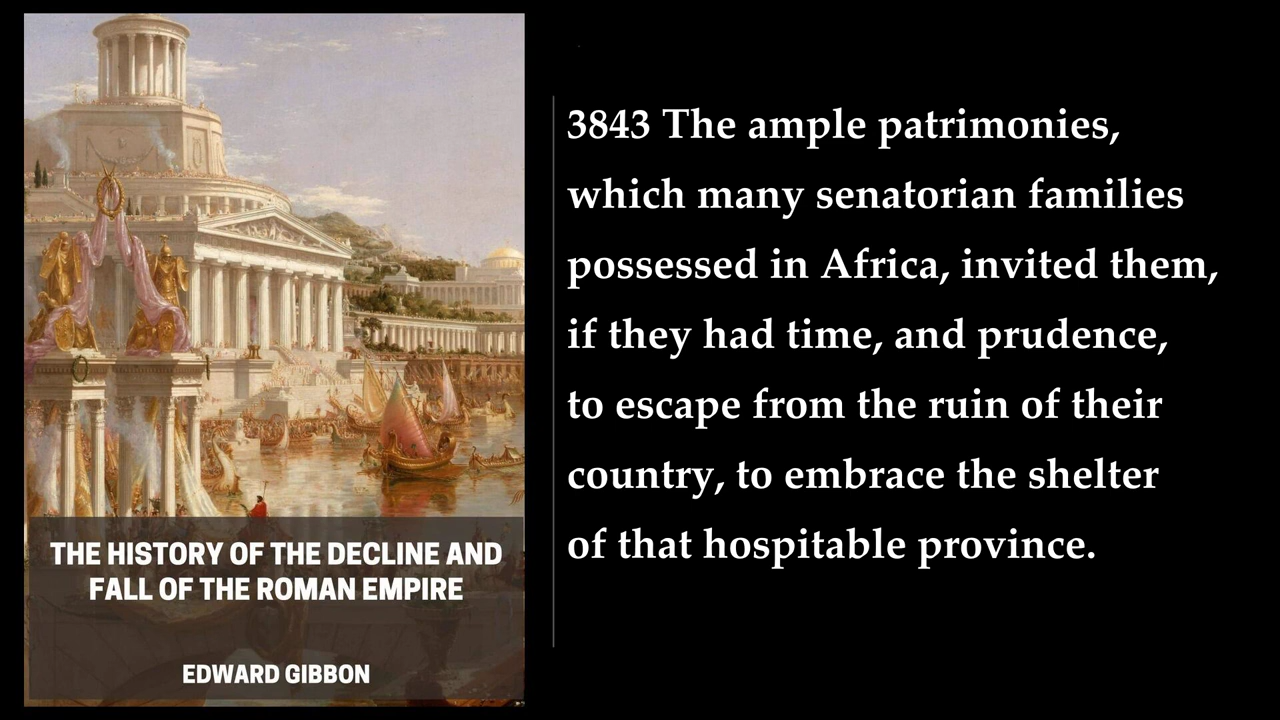 THE HISTORY OF THE DECLINE AND
FALL OF THE ROMAN EMPIRE
EDWARD GIBBON
3843 The ample patrimonies,
which many senatorian families
possessed in Africa, invited them,
if they had time, and prudence,
to escape from the ruin of their
country, to embrace the shelter
of that hospitable province.